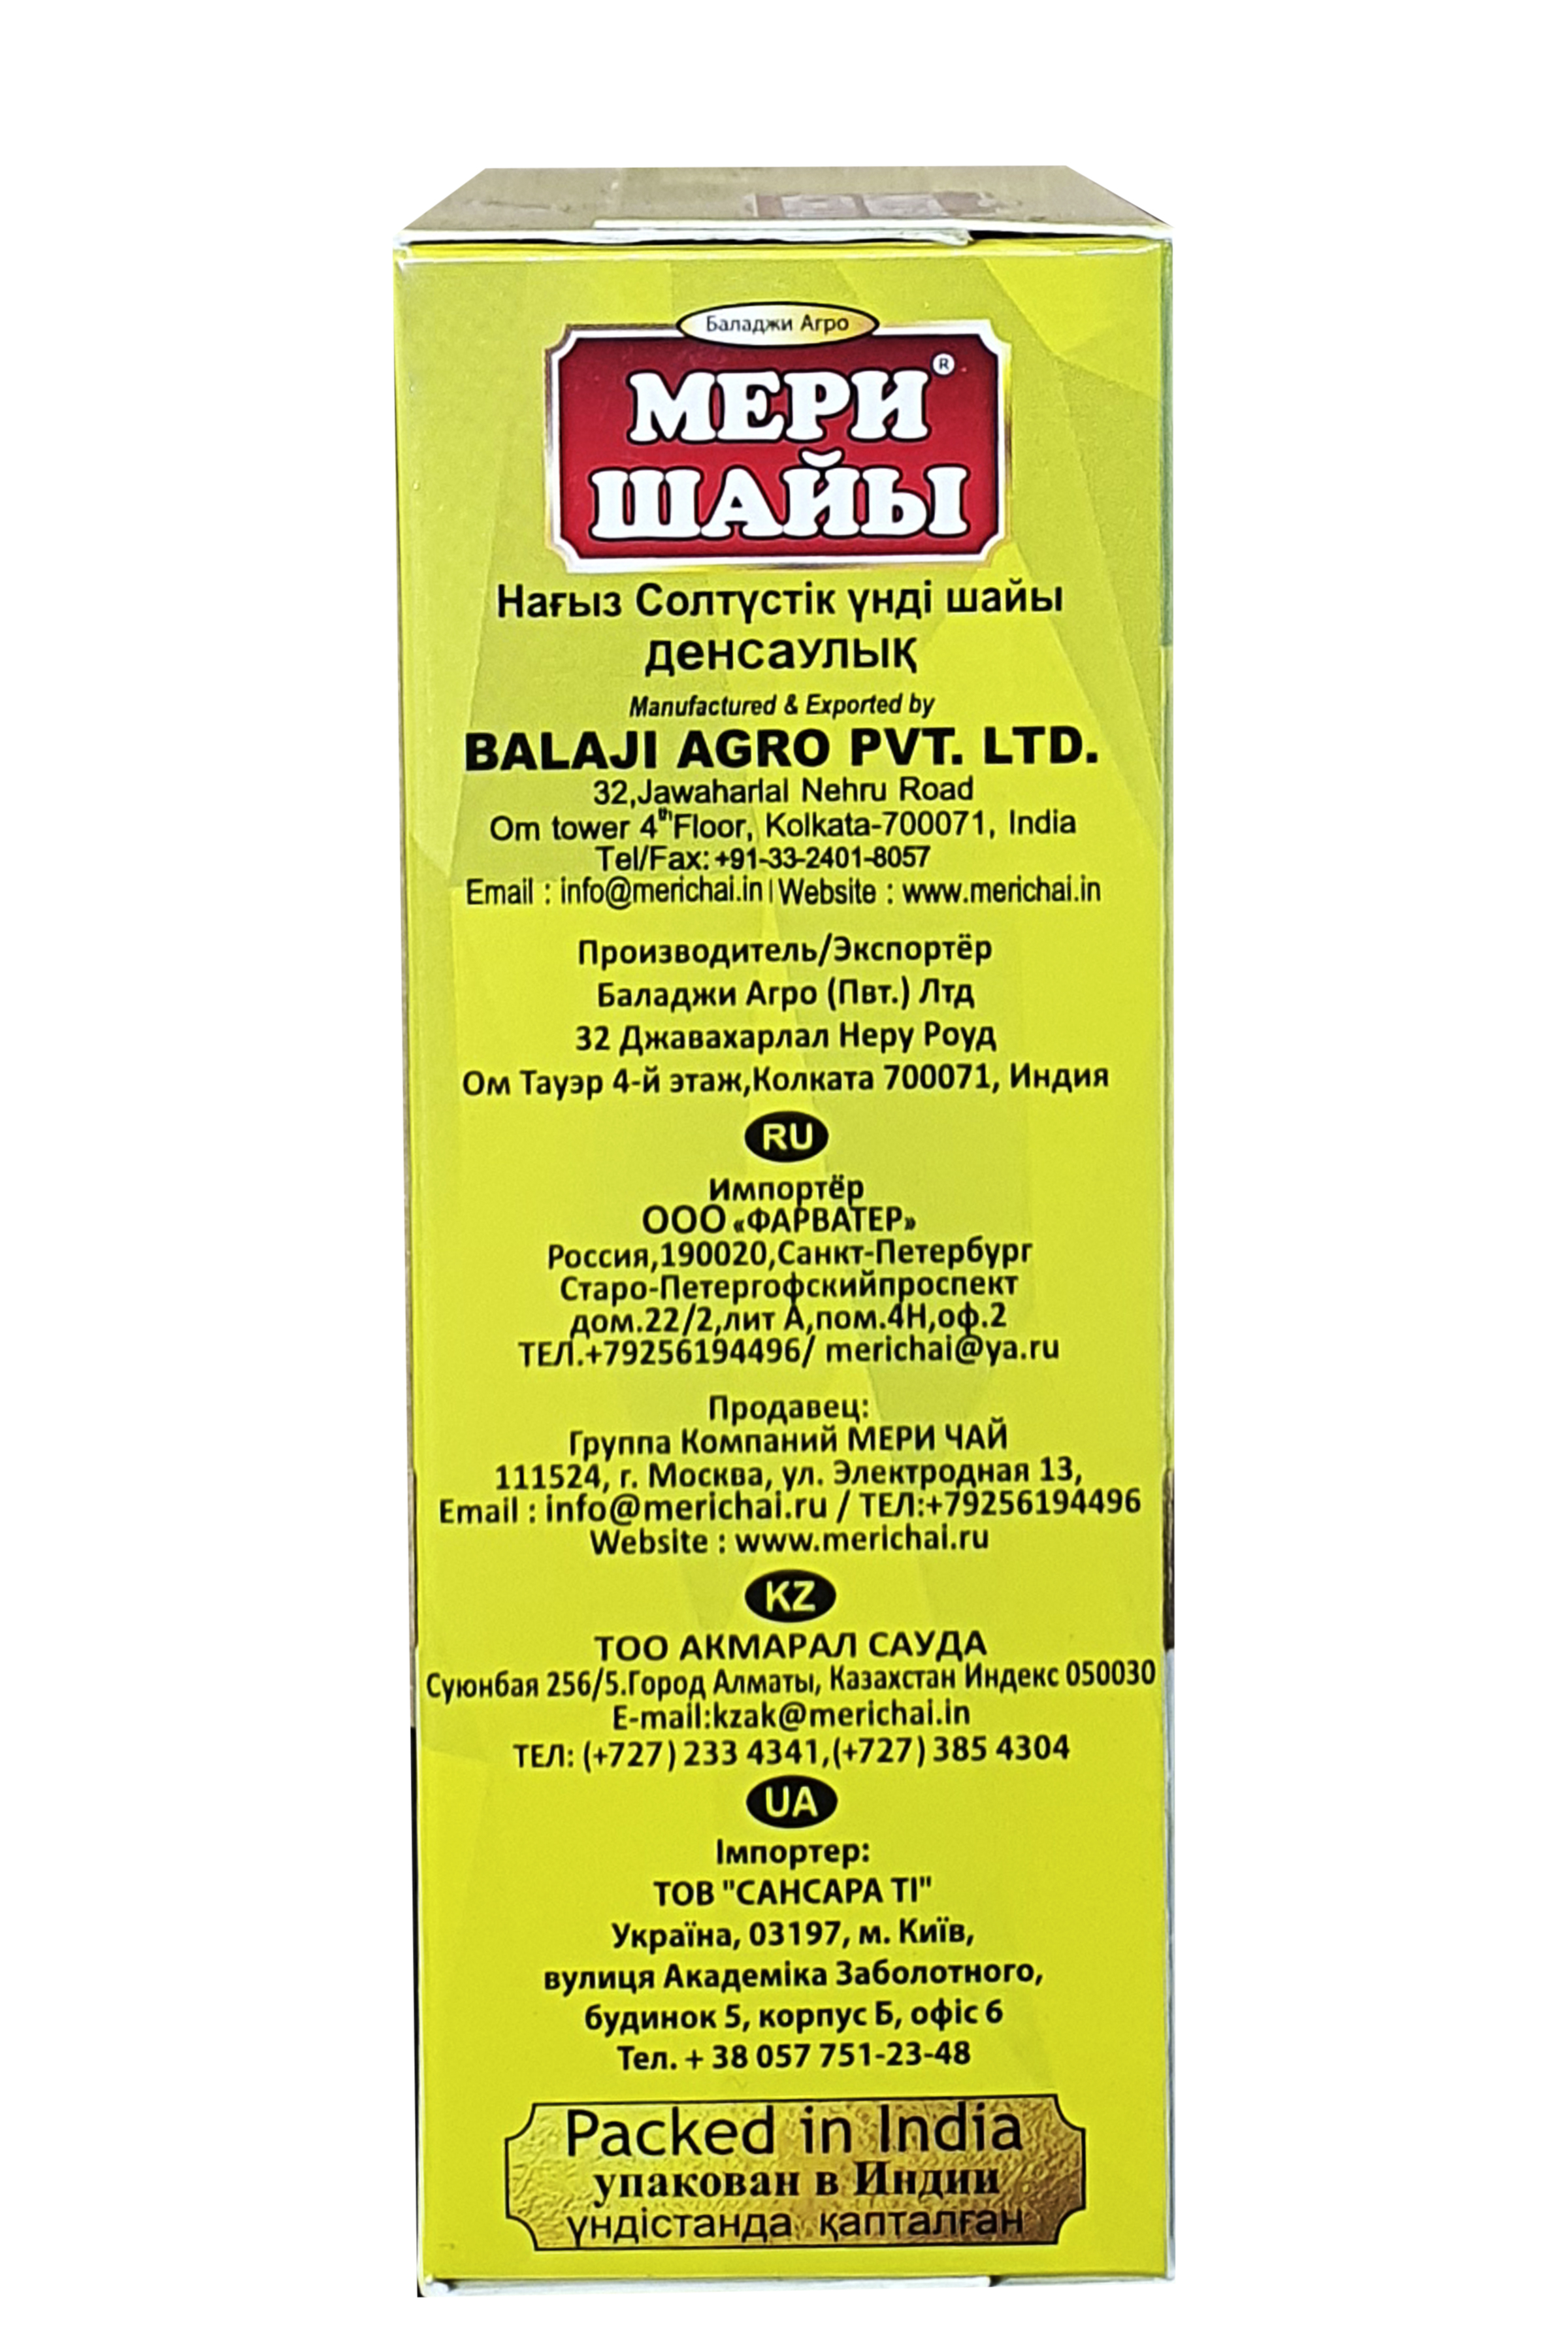 Баладжи Агро
МЕРИ®
ШАЙЫ
Нағыз Солтүстік үнді шайы
денсаулық
Manufactured & Exported by
BALAJI AGRO PVT. LTD.
32,Jawaharlal Nehru Road
Om tower 4th Floor, Kolkata-700071, India
Tel/Fax: +91-33-2401-8057
Email : info@merichai.in | Website : www.merichai.in
Производитель/Экспортёр
Баладжи Агро (Пвт.) Лтд
32 Джавахарлал Неру Роуд
Ом Тауэр 4-й этаж,Колката 700071, Индия
RU
Импортёр
ООО «ФАРВАТЕР»
Россия,190020,Санкт-Петербург
Старо-Петергофскийпроспект
дом.22/2,лит А,пом.4Н,оф.2
ТЕЛ.+79256194496/ merichai@ya.ru
Продавец:
Группа Компаний МЕРИ ЧАЙ
111524, г. Москва, ул. Электродная 13,
Email : info@merichai.ru / ТЕЛ:+79256194496
Website : www.merichai.ru
KZ
ТОО АКМАРАЛ САУДА
Суюнбая 256/5.Город Алматы, Казахстан Индекс 050030
E-mail:kzak@merichai.in
ТЕЛ: (+727) 233 4341,(+727) 385 4304
UA
Імпортер:
ТОВ "САНСАРА ТІ"
Україна, 03197, м. Київ,
вулиця Академіка Заболотного,
будинок 5, корпус Б, офіс 6
Тел. + 38 057 751-23-48
Packed in India
упакован в Индии
үндістанда қапталған